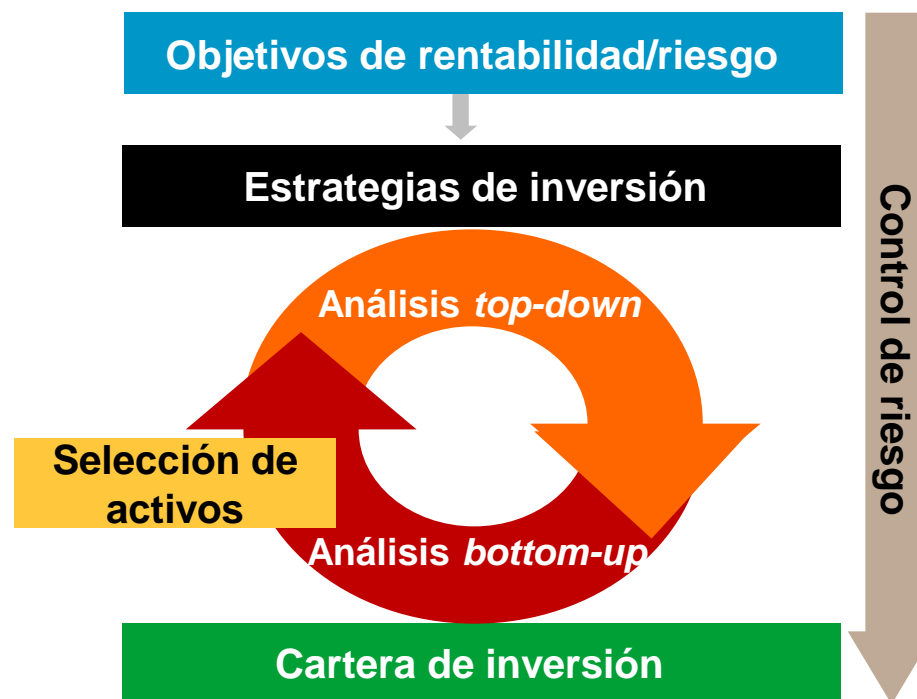 Objetivos de rentabilidad/riesgo
Estrategias de inversión
Análisis top-down
Selección de
activos
Análisis bottom-up
Cartera de inversión
Control de riesgo